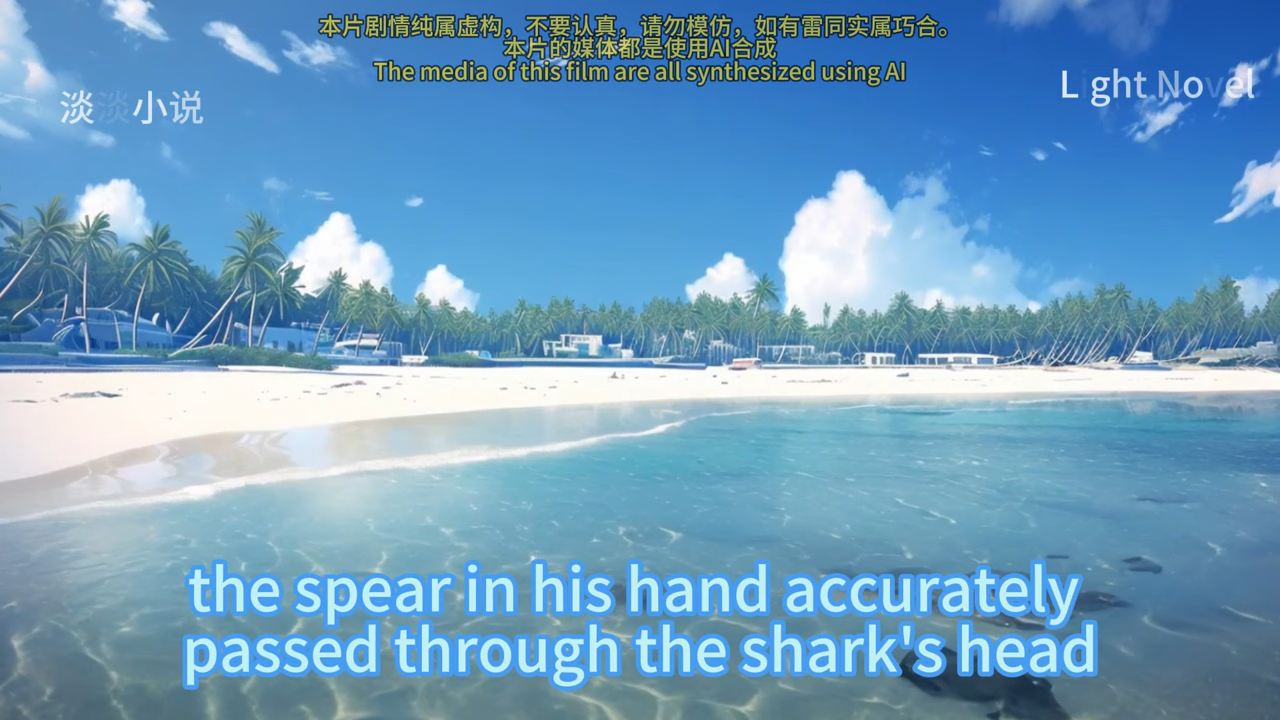 本片剧情纯属虚构，不要认真，请勿模仿，如有雷同实属巧合。
本片的媒体都是使用AI合成
The media of this film are all synthesized using AI
淡淡小说
Light Novel
the spear in his hand accurately
passed through the shark's head